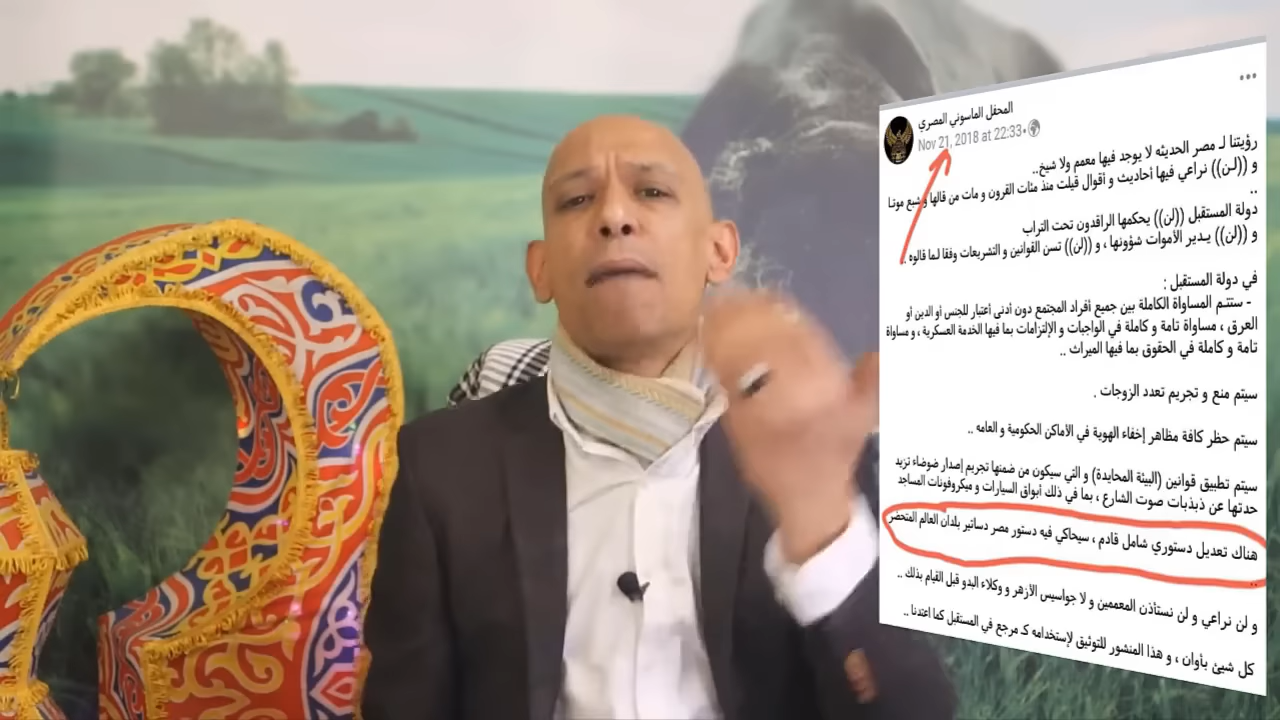 المحفل الماسوني المصري
Nov 21, 2018 at 22:33
رؤيتنا لـ مصر الحديثه لا يوجد فيها معمم ولا شيخ..
و ((لن)) نراعي فيها أحاديث و أقوال قيلت منذ مئات القرون و مات من قالها و شبع موتا
..
دولة المستقبل ((لن)) يحكمها الراقدون تحت التراب
و ((لن)) يـدير الأموات شؤونها ، و ((لن)) تسن القوانين و التشريعات وفقا لـما قالوه .
في دولة المستقبل :
- ستتـم المساواة الكاملة بين جميع أفراد المجتمع دون أدنى أعتبار للجنس أو الدين أو
العرق ، مساواة تامة و كاملة في الواجبات و الإلتزامات بما فيها الخدمة العسكرية ، و مساواة
تامة و كاملة في الحقوق بما فيها الميراث ..
سيتم منع و تجريم تعدد الزوجات .
سيتم حظر كافة مظاهر إخفاء الهوية في الأماكن الحكومية و العامه ..
سيتم تطبيق قوانين (البيئة المحايدة) و التي سيكون من ضمنها تجريم إصدار ضوضاء تزيد
حدتها عن ذبذبات صوت الشارع ، بما في ذلك أبواق السيارات و ميكروفونات المساجد
هناك تعديل دستوري شامل قادم ، سيحاكي فيه دستور مصر دساتير بلدان العالم المتحضر
..
و لن نراعي و لن نستأذن المعممين و لا جواسيس الأزهر و وكلاء البدو قبل القيام بذلك ..
كل شيئ بأوان ، و هذا المنشور للتوثيق لإستخدامه كـ مرجع في المستقبل كما اعتدنا ..